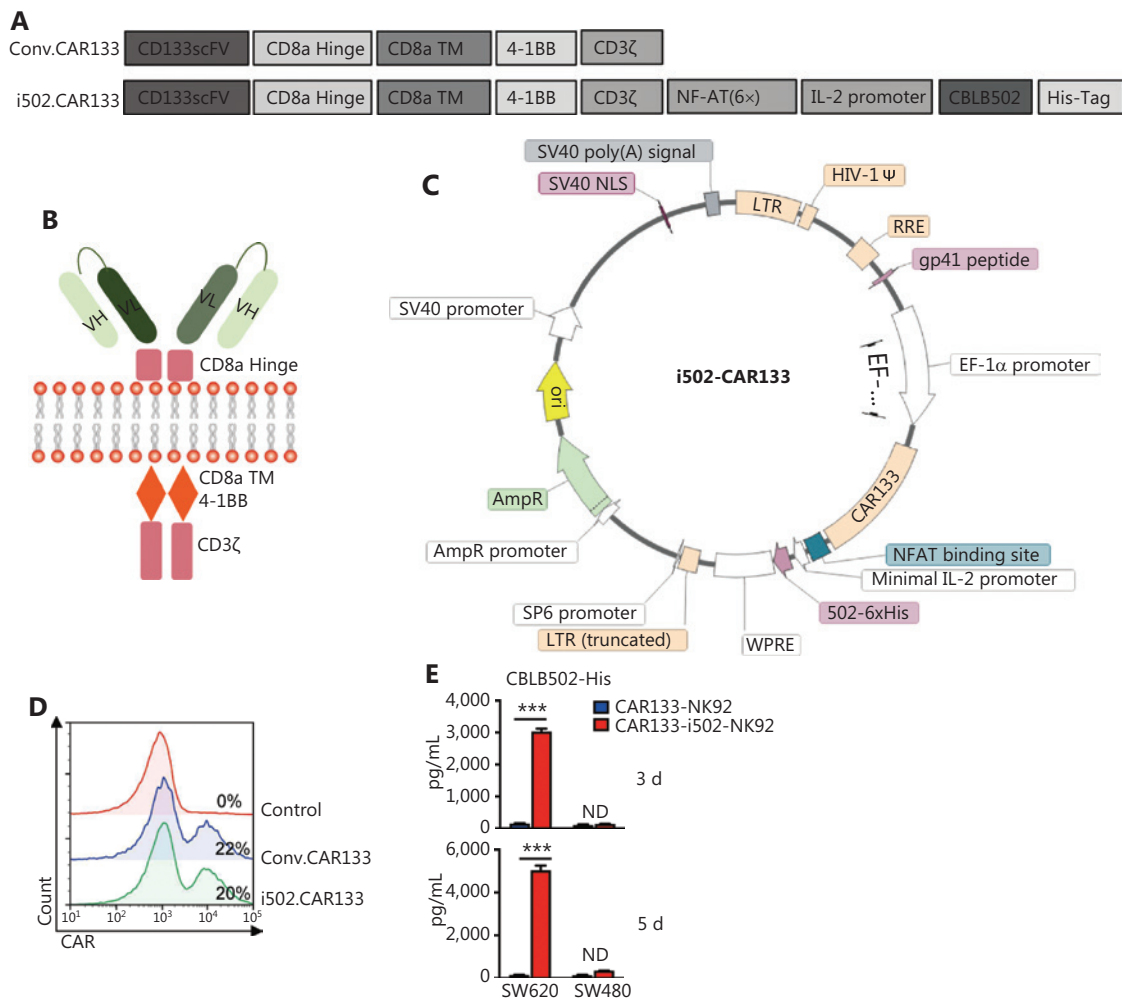 A
Conv.CAR133 CD133scFV CD8a Hinge CD8a TM 4-1BB CD3ζ
i502.CAR133 CD133scFV CD8a Hinge CD8a TM 4-1BB CD3ζ NF-AT(6×) IL-2 promoter CBLB502 His-Tag
B
VH VL VL VH
CD8a Hinge
CD8a TM
4-1BB
CD3ζ
C
SV40 poly(A) signal
SV40 NLS
LTR
HIV-1 Ψ
RRE
gp41 peptide
SV40 promoter
EF-1α promoter
i502-CAR133
EF-...
ori
CAR133
AmpR
AmpR promoter
NFAT binding site
Minimal IL-2 promoter
SP6 promoter
502-6xHis
LTR (truncated)
WPRE
D
0% Control
22% Conv.CAR133
20% i502.CAR133
Count
10¹ 10² 10³ 10⁴ 10⁵
CAR
E
CBLB502-His
CAR133-NK92
CAR133-i502-NK92
pg/mL
4,000
3,000
2,000
1,000
0
***
ND
3 d
pg/mL
6,000
4,000
2,000
0
***
ND
5 d
SW620 SW480